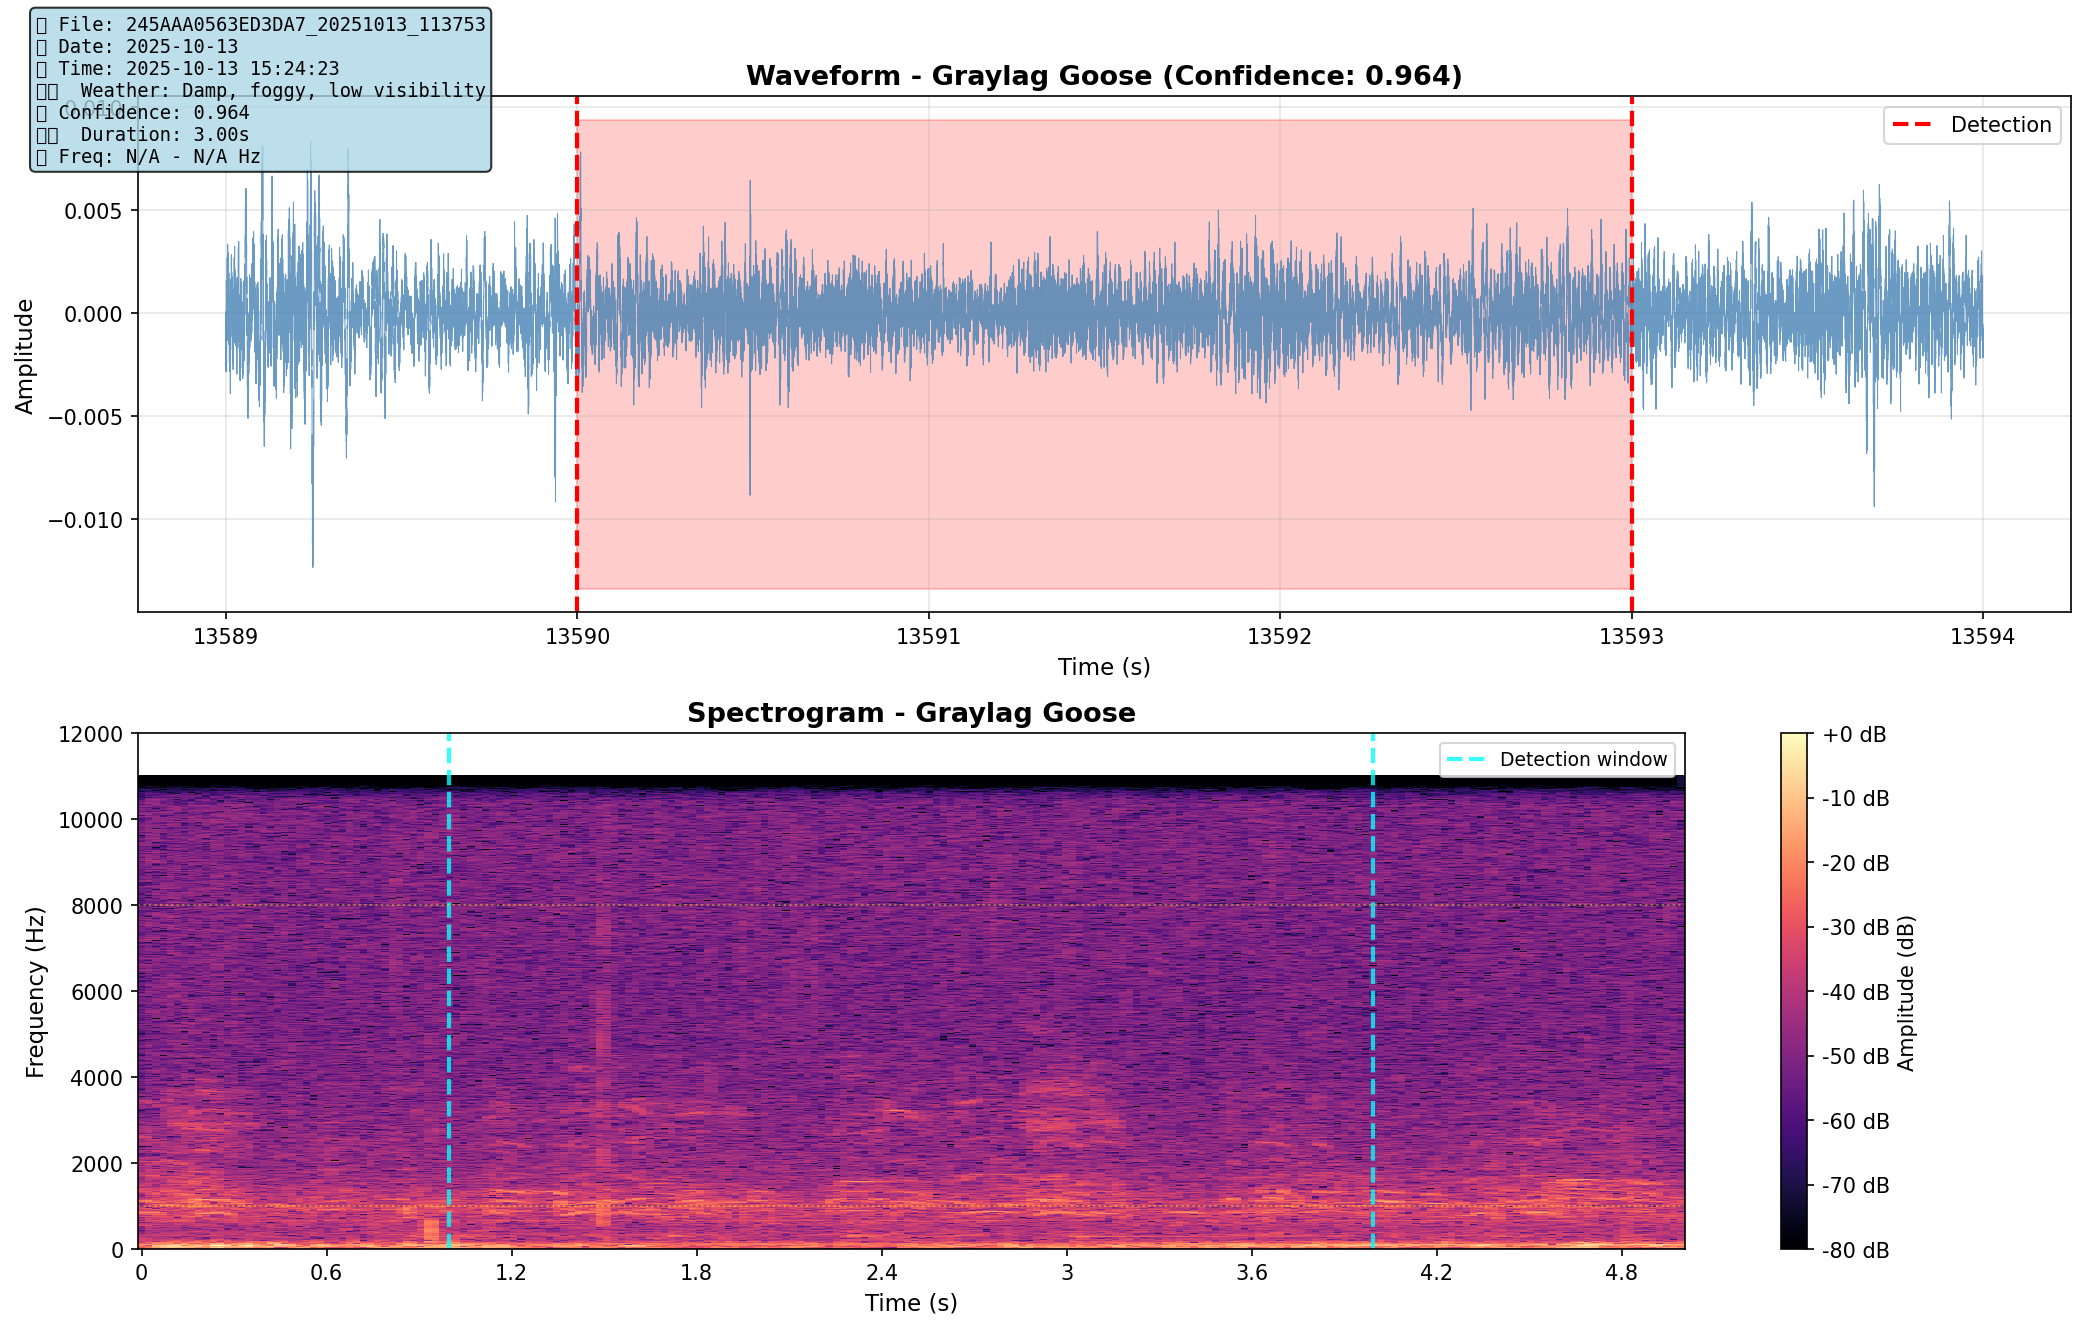 File: 245AAA0563ED3DA7_20251013_113753
Date: 2025-10-13
Time: 2025-10-13 15:24:23
Weather: Damp, foggy, low visibility
Confidence: 0.964
Duration: 3.00s
Freq: N/A - N/A Hz
Waveform - Graylag Goose (Confidence: 0.964)
Detection
Amplitude
0.010
0.005
0.000
−0.005
−0.010
13589 13590 13591 13592 13593 13594
Time (s)
Spectrogram - Graylag Goose
Detection window
Frequency (Hz)
12000
10000
8000
6000
4000
2000
0
0 0.6 1.2 1.8 2.4 3 3.6 4.2 4.8
Time (s)
+0 dB
-10 dB
-20 dB
-30 dB
-40 dB
-50 dB
-60 dB
-70 dB
-80 dB
Amplitude (dB)